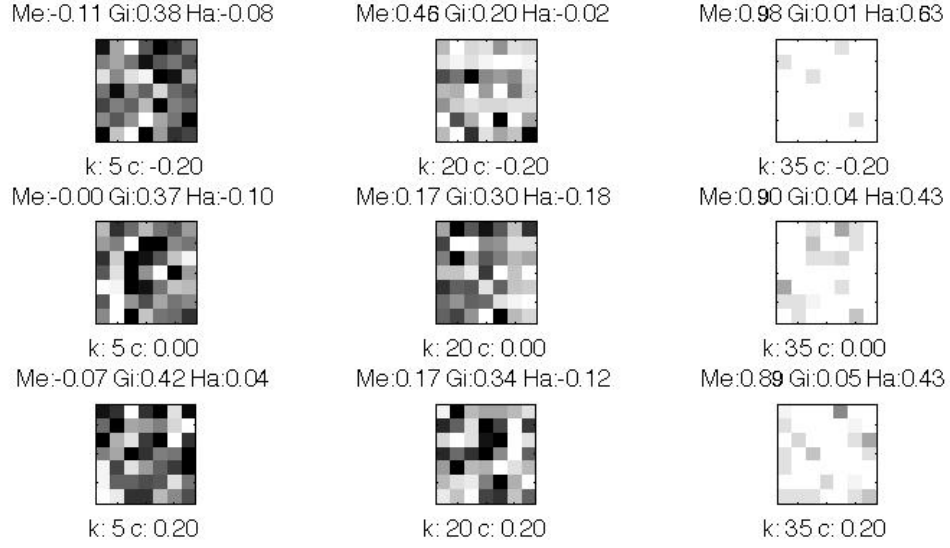 Me:-0.11 Gi:0.38 Ha:-0.08
Me:0.46 Gi:0.20 Ha:-0.02
Me:0.98 Gi:0.01 Ha:0.63
k: 5 c: -0.20
k: 20 c: -0.20
k: 35 c: -0.20
Me:-0.00 Gi:0.37 Ha:-0.10
Me:0.17 Gi:0.30 Ha:-0.18
Me:0.90 Gi:0.04 Ha:0.43
k: 5 c: 0.00
k: 20 c: 0.00
k: 35 c: 0.00
Me:-0.07 Gi:0.42 Ha:0.04
Me:0.17 Gi:0.34 Ha:-0.12
Me:0.89 Gi:0.05 Ha:0.43
k: 5 c: 0.20
k: 20 c: 0.20
k: 35 c: 0.20